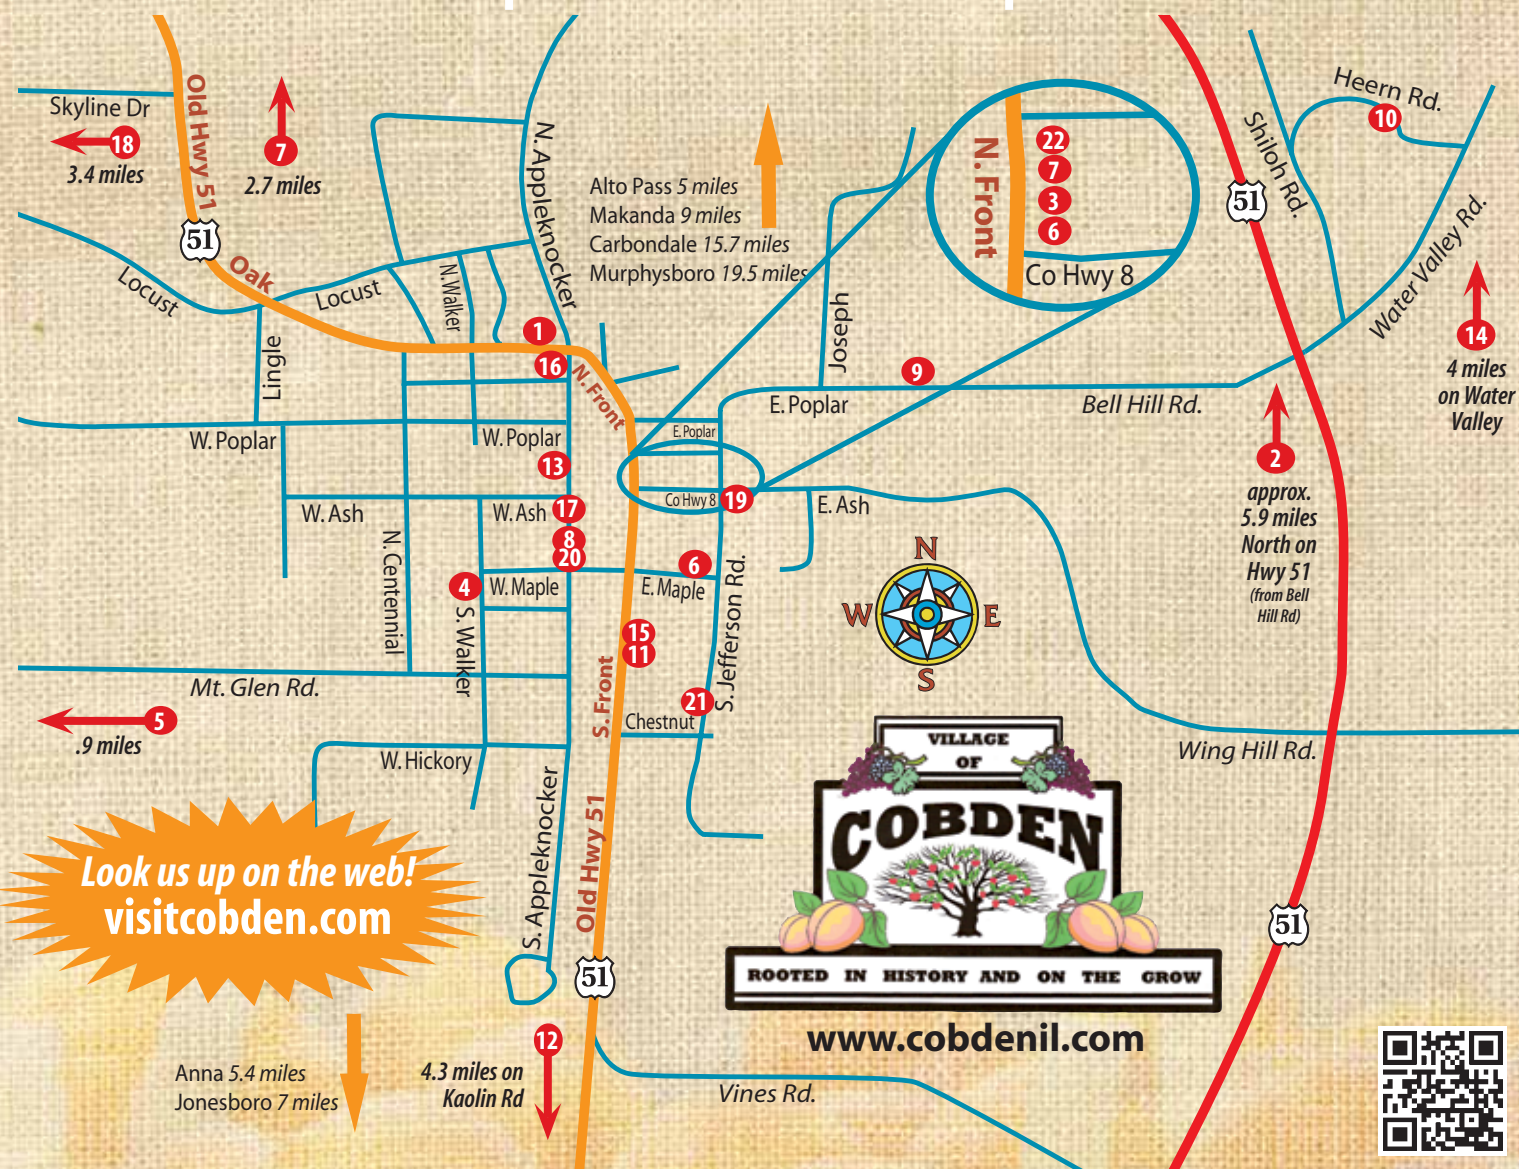 Skyline Dr
18
3.4 miles
Old Hwy 51
7
2.7 miles
51
Oak
Locust
Locust
N. Walker
N. Appleknocker
Alto Pass 5 miles
Makanda 9 miles
Carbondale 15.7 miles
Murphysboro 19.5 miles
N. Front
22
7
3
6
Co Hwy 8
51
Shiloh Rd.
Heern Rd.
10
Water Valley Rd.
14
4 miles
on Water
Valley
Joseph
9
E. Poplar
Bell Hill Rd.
2
approx.
5.9 miles
North on
Hwy 51
(from Bell
Hill Rd)
1
16
N. Front
Lingle
W. Poplar
W. Poplar
E. Poplar
13
Co Hwy 8
19
E. Ash
W. Ash
W. Ash
17
8
20
N. Centennial
4
W. Maple
6
E. Maple
S. Walker
15
11
S. Jefferson Rd.
21
Chestnut
S. Front
Mt. Glen Rd.
5
.9 miles
W. Hickory
N
W
E
S
Wing Hill Rd.
VILLAGE
OF
COBDEN
ROOTED IN HISTORY AND ON THE GROW
www.cobdenil.com
Look us up on the web!
visitcobden.com
S. Appleknocker
Old Hwy 51
51
51
12
4.3 miles on
Kaolin Rd
Anna 5.4 miles
Jonesboro 7 miles
Vines Rd.